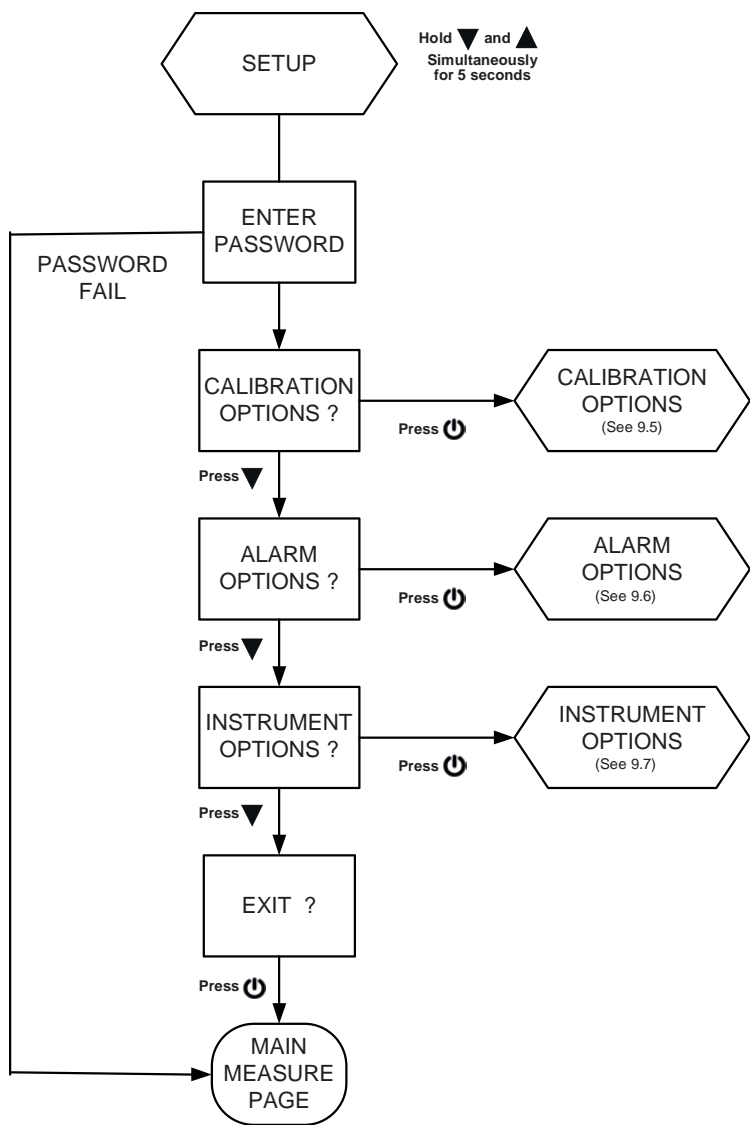 SETUP
Hold ▼ and ▲
Simultaneously
for 5 seconds
ENTER
PASSWORD
PASSWORD
FAIL
CALIBRATION
OPTIONS ?
Press ⏻
CALIBRATION
OPTIONS
(See 9.5)
Press ▼
ALARM
OPTIONS ?
Press ⏻
ALARM
OPTIONS
(See 9.6)
Press ▼
INSTRUMENT
OPTIONS ?
Press ⏻
INSTRUMENT
OPTIONS
(See 9.7)
Press ▼
EXIT ?
Press ⏻
MAIN
MEASURE
PAGE